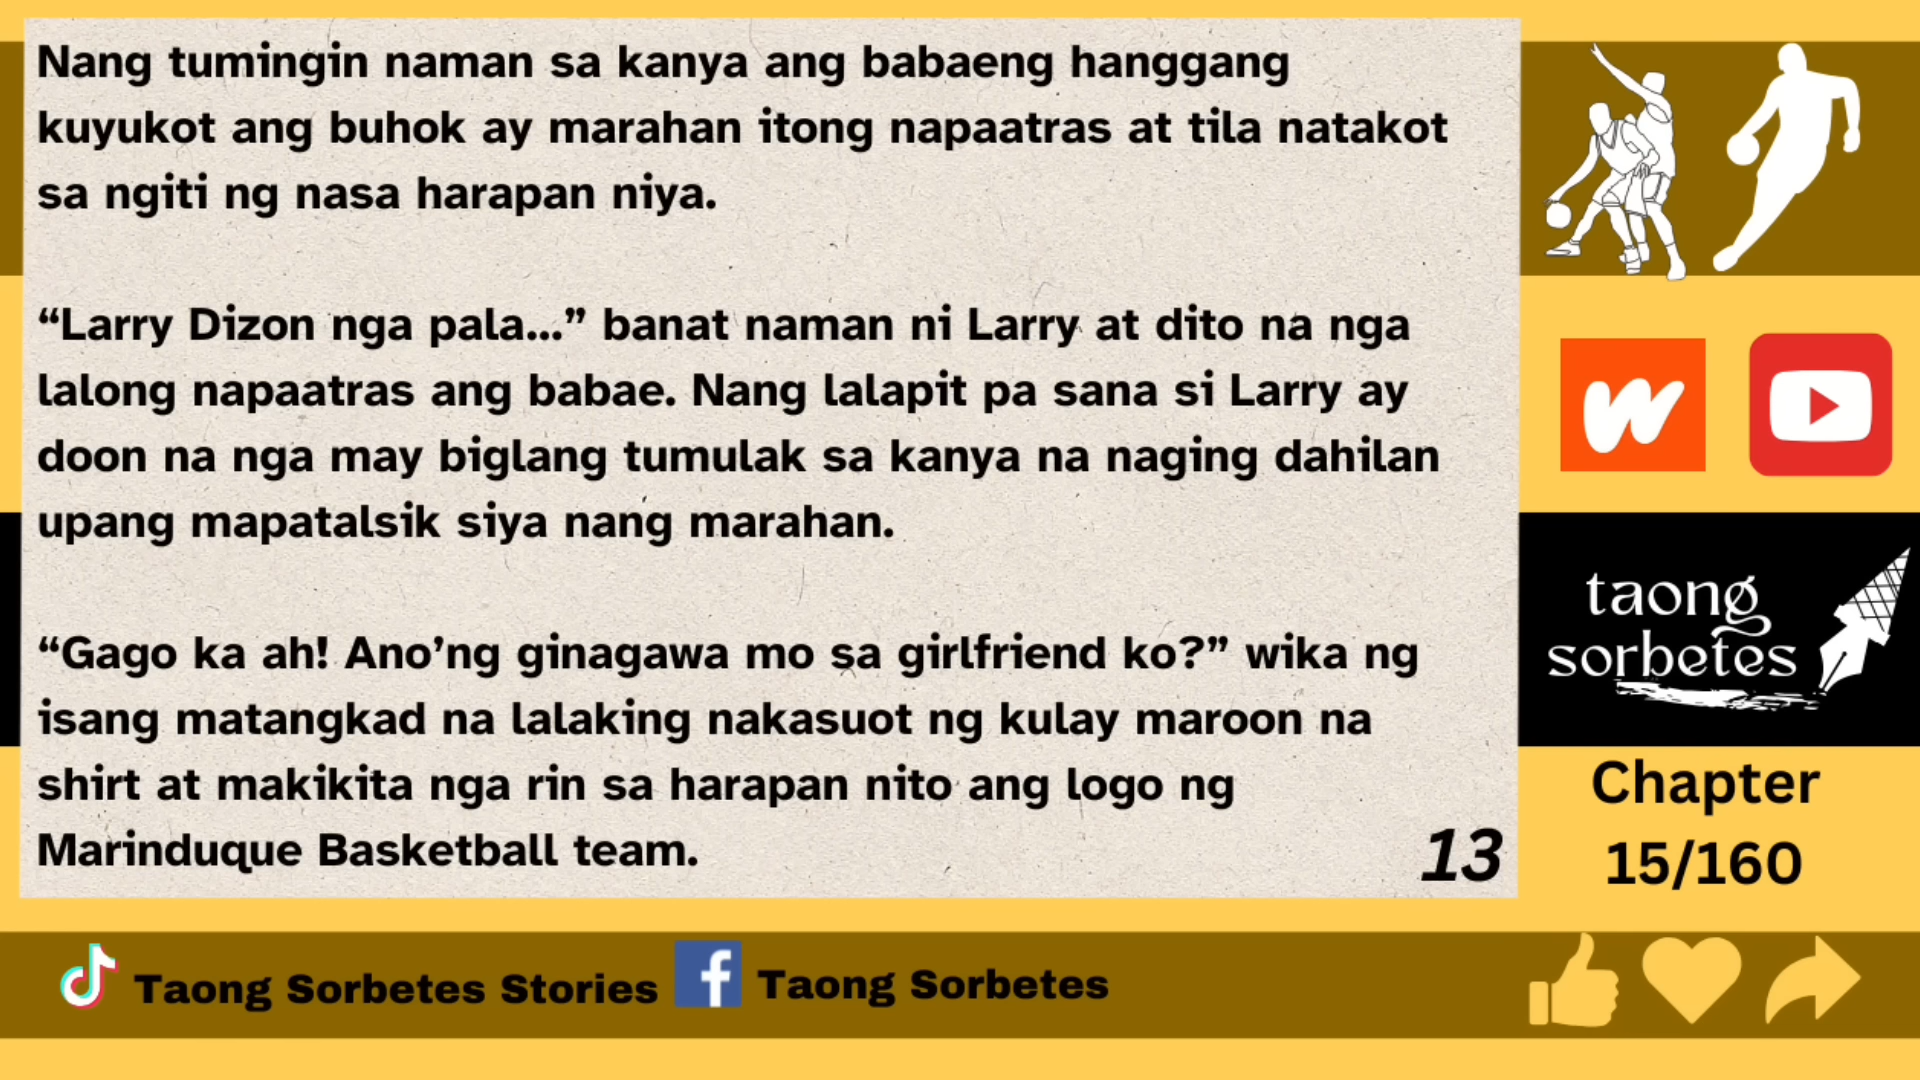 Nang tumingin naman sa kanya ang babaeng hanggang
kuyukot ang buhok ay marahan itong napaatras at tila natakot
sa ngiti ng nasa harapan niya.
“Larry Dizon nga pala...” banat naman ni Larry at dito na nga
lalong napaatras ang babae. Nang lalapit pa sana si Larry ay
doon na nga may biglang tumulak sa kanya na naging dahilan
upang mapatalsik siya nang marahan.
“Gago ka ah! Ano’ng ginagawa mo sa girlfriend ko?” wika ng
isang matangkad na lalaking nakasuot ng kulay maroon na
shirt at makikita nga rin sa harapan nito ang logo ng
Marinduque Basketball team.
13
taong
sorbetes
Chapter
15/160
Taong Sorbetes Stories
Taong Sorbetes